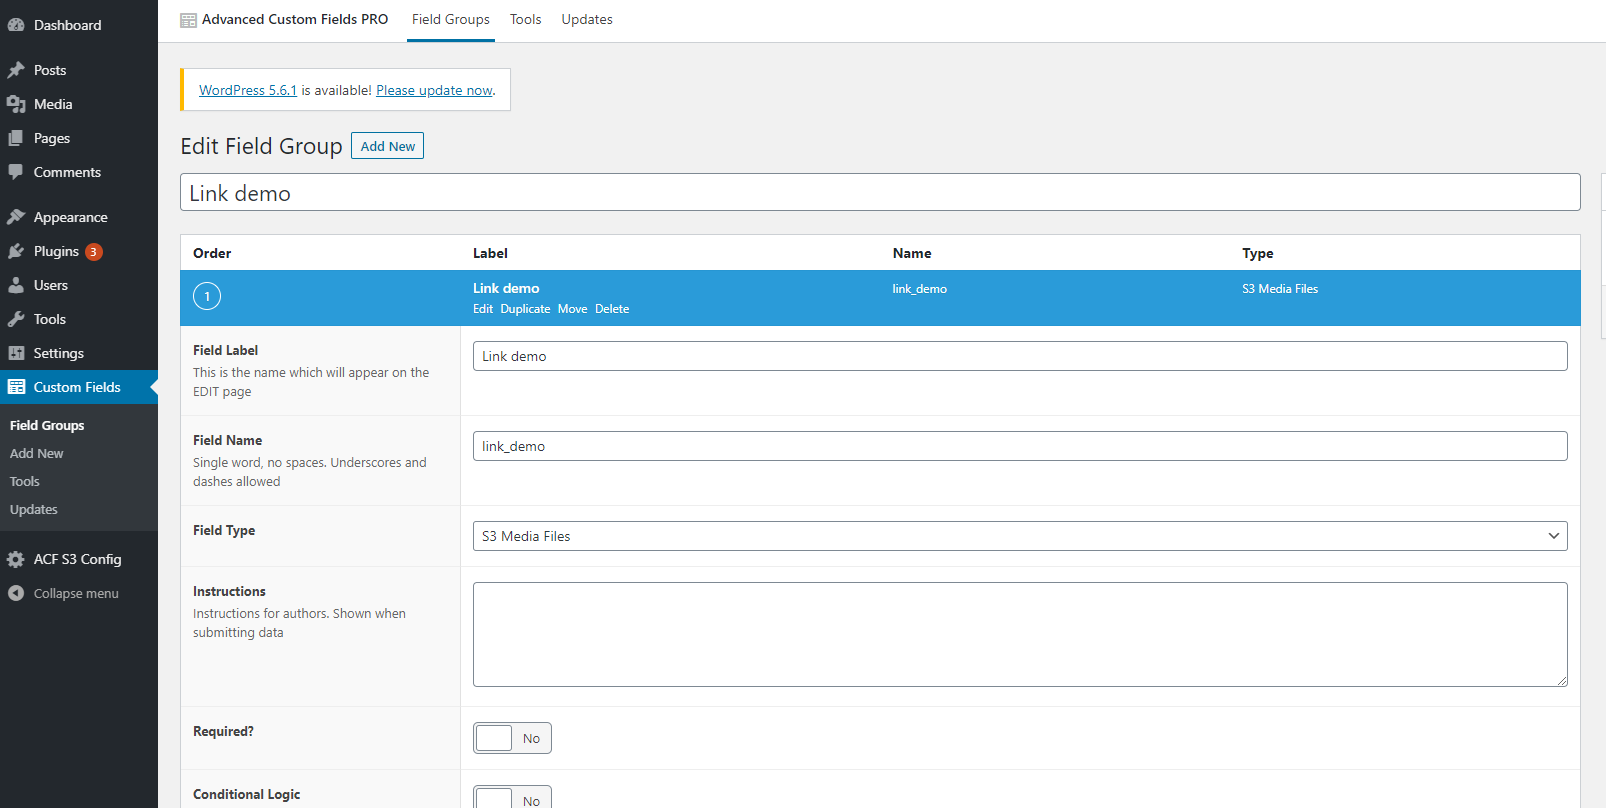 Dashboard
Posts
Media
Pages
Comments
Appearance
Plugins 3
Users
Tools
Settings
Custom Fields
Field Groups
Add New
Tools
Updates
ACF S3 Config
Collapse menu
Advanced Custom Fields PRO Field Groups Tools Updates
WordPress 5.6.1 is available! Please update now.
Edit Field Group Add New
Link demo
Order Label Name Type
1 Link demo link_demo S3 Media Files
Edit Duplicate Move Delete
Field Label
This is the name which will appear on the
EDIT page
Link demo
Field Name
Single word, no spaces. Underscores and
dashes allowed
link_demo
Field Type
S3 Media Files
Instructions
Instructions for authors. Shown when
submitting data
Required?
No
Conditional Logic
No